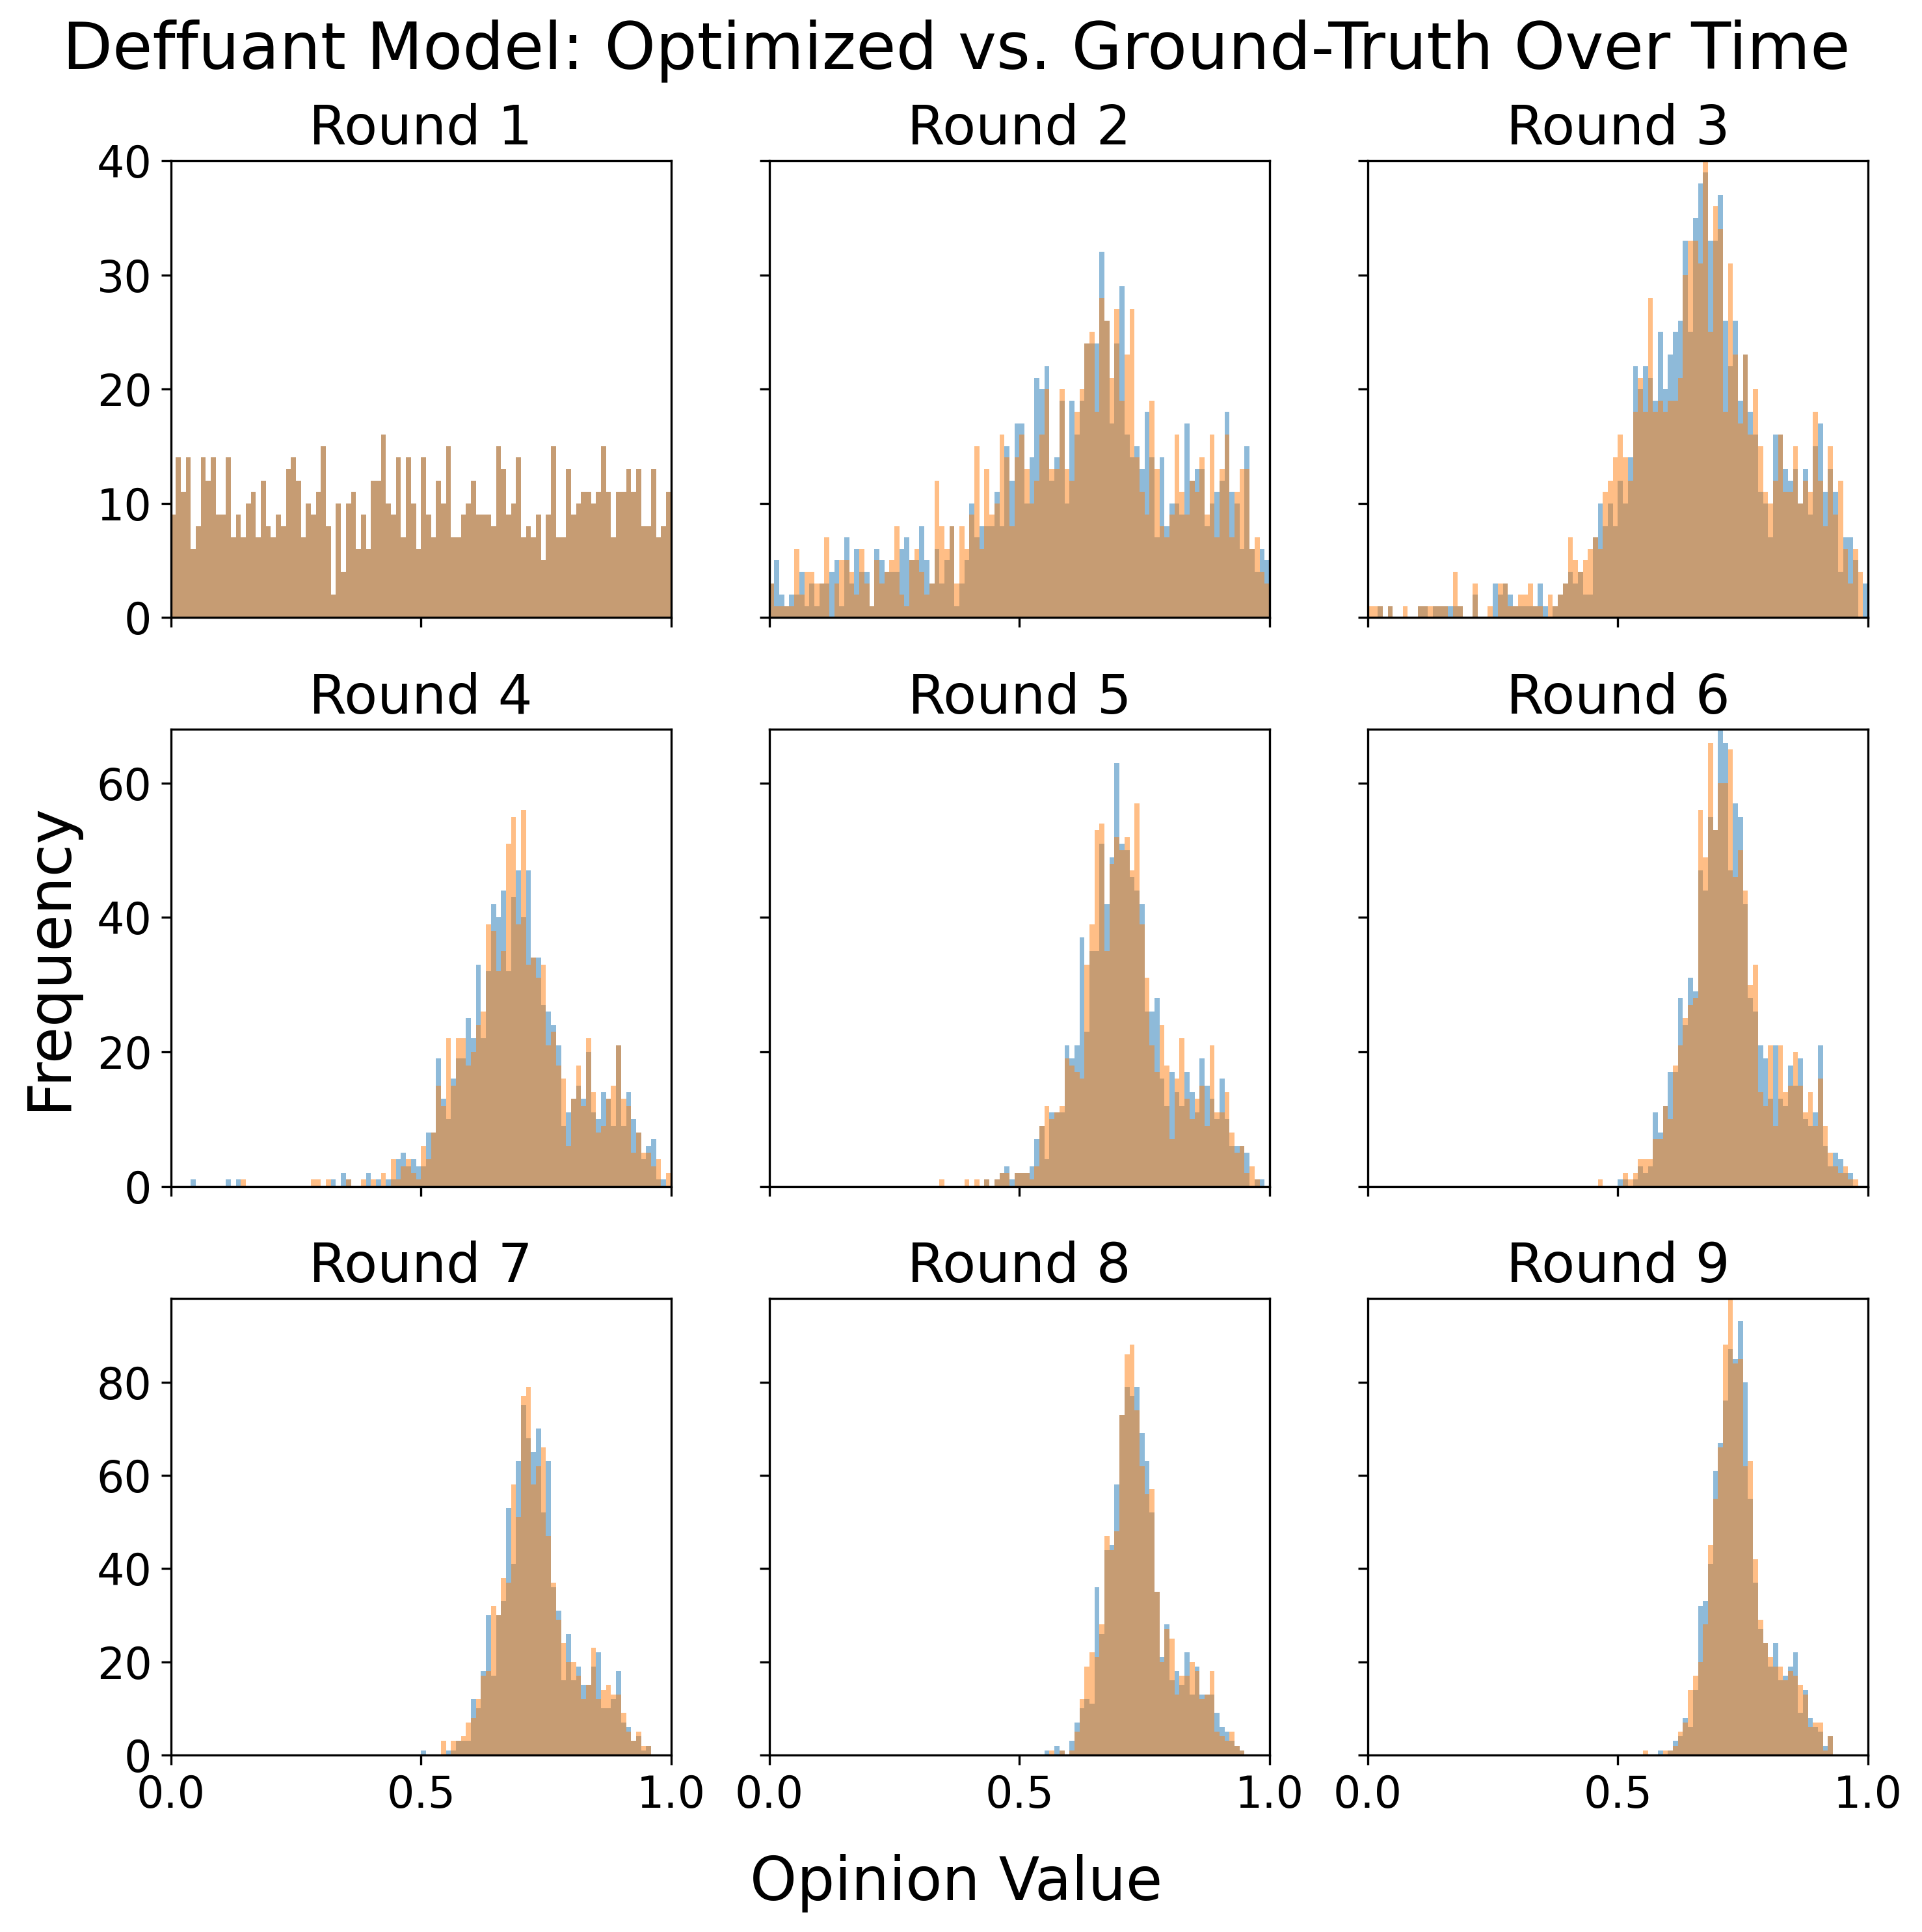 Deffuant Model: Optimized vs. Ground-Truth Over Time
Round 1
Round 2
Round 3
40
30
20
10
0
Round 4
Round 5
Round 6
60
40
20
0
Frequency
Round 7
Round 8
Round 9
80
60
40
20
0
0.0 0.5 1.0
0.0 0.5 1.0
0.0 0.5 1.0
Opinion Value